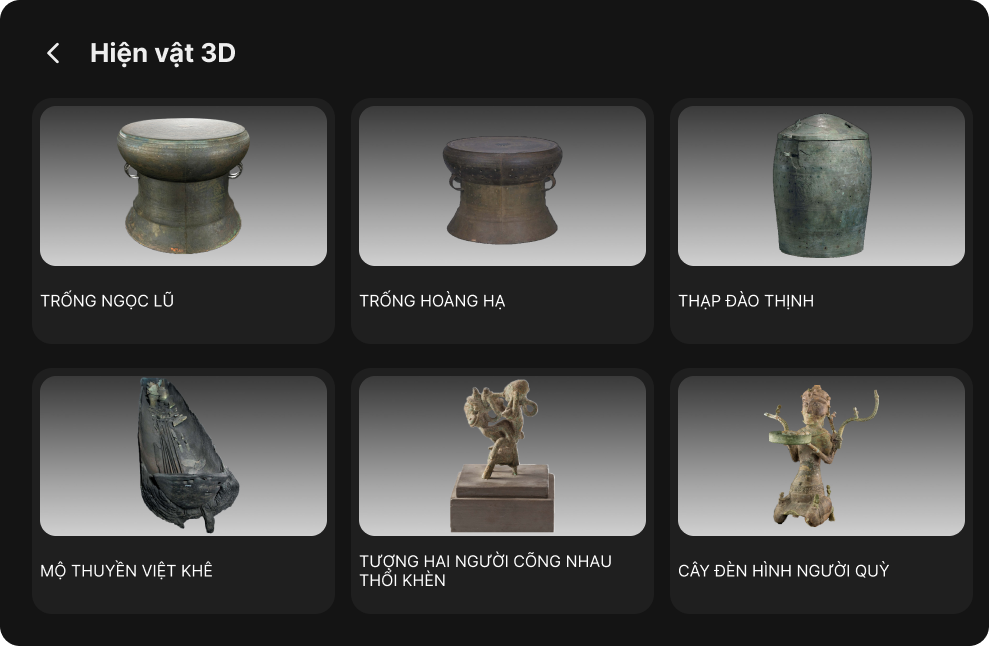 Hiện vật 3D
TRỐNG NGỌC LŨ
TRỐNG HOÀNG HẠ
THẠP ĐÀO THỊNH
MỘ THUYỀN VIỆT KHÊ
TƯỢNG HAI NGƯỜI CÕNG NHAU
THỔI KHÈN
CÂY ĐÈN HÌNH NGƯỜI QUỲ